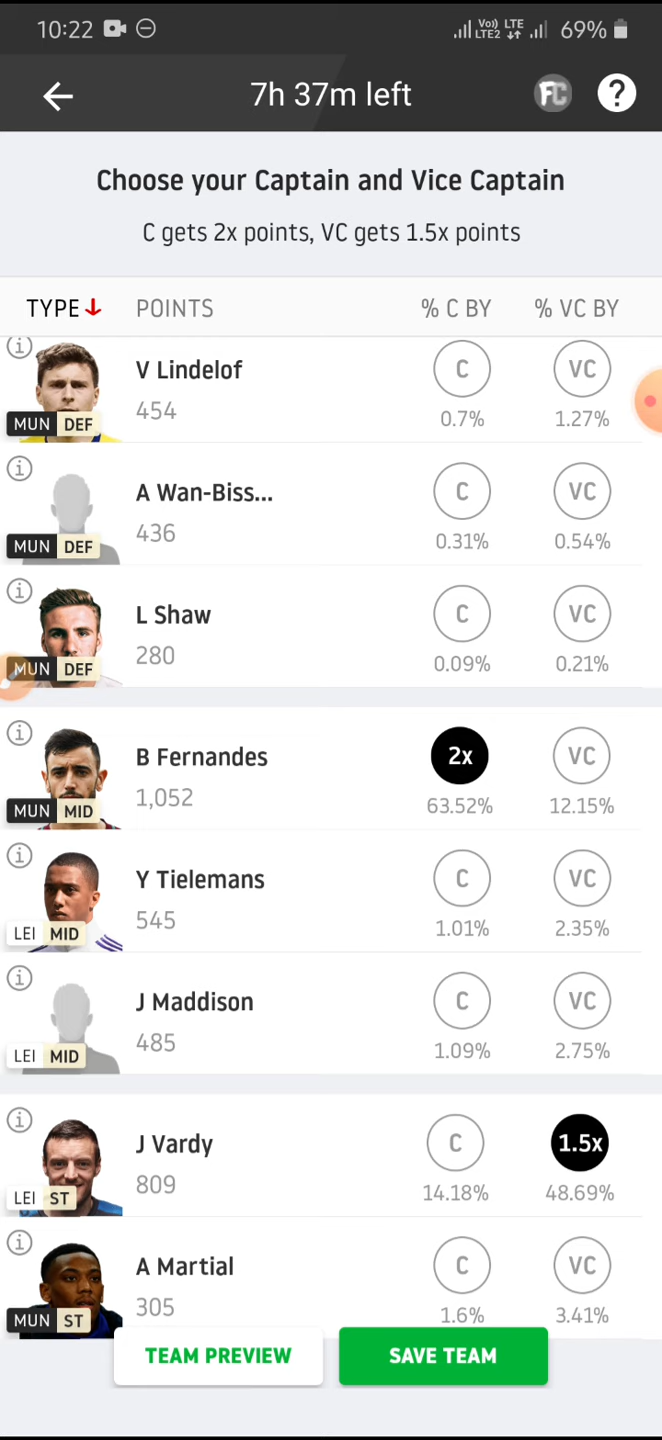 10:22 Vo)) LTE LTE2 69%
7h 37m left FC ?
Choose your Captain and Vice Captain
C gets 2x points, VC gets 1.5x points
TYPE POINTS % C BY % VC BY
V Lindelof C VC
454 0.7% 1.27%
MUN DEF
A Wan-Biss... C VC
436 0.31% 0.54%
MUN DEF
L Shaw C VC
280 0.09% 0.21%
MUN DEF
B Fernandes 2x VC
1,052 63.52% 12.15%
MUN MID
Y Tielemans C VC
545 1.01% 2.35%
LEI MID
J Maddison C VC
485 1.09% 2.75%
LEI MID
J Vardy C 1.5x
809 14.18% 48.69%
LEI ST
A Martial C VC
305 1.6% 3.41%
MUN ST
TEAM PREVIEW SAVE TEAM